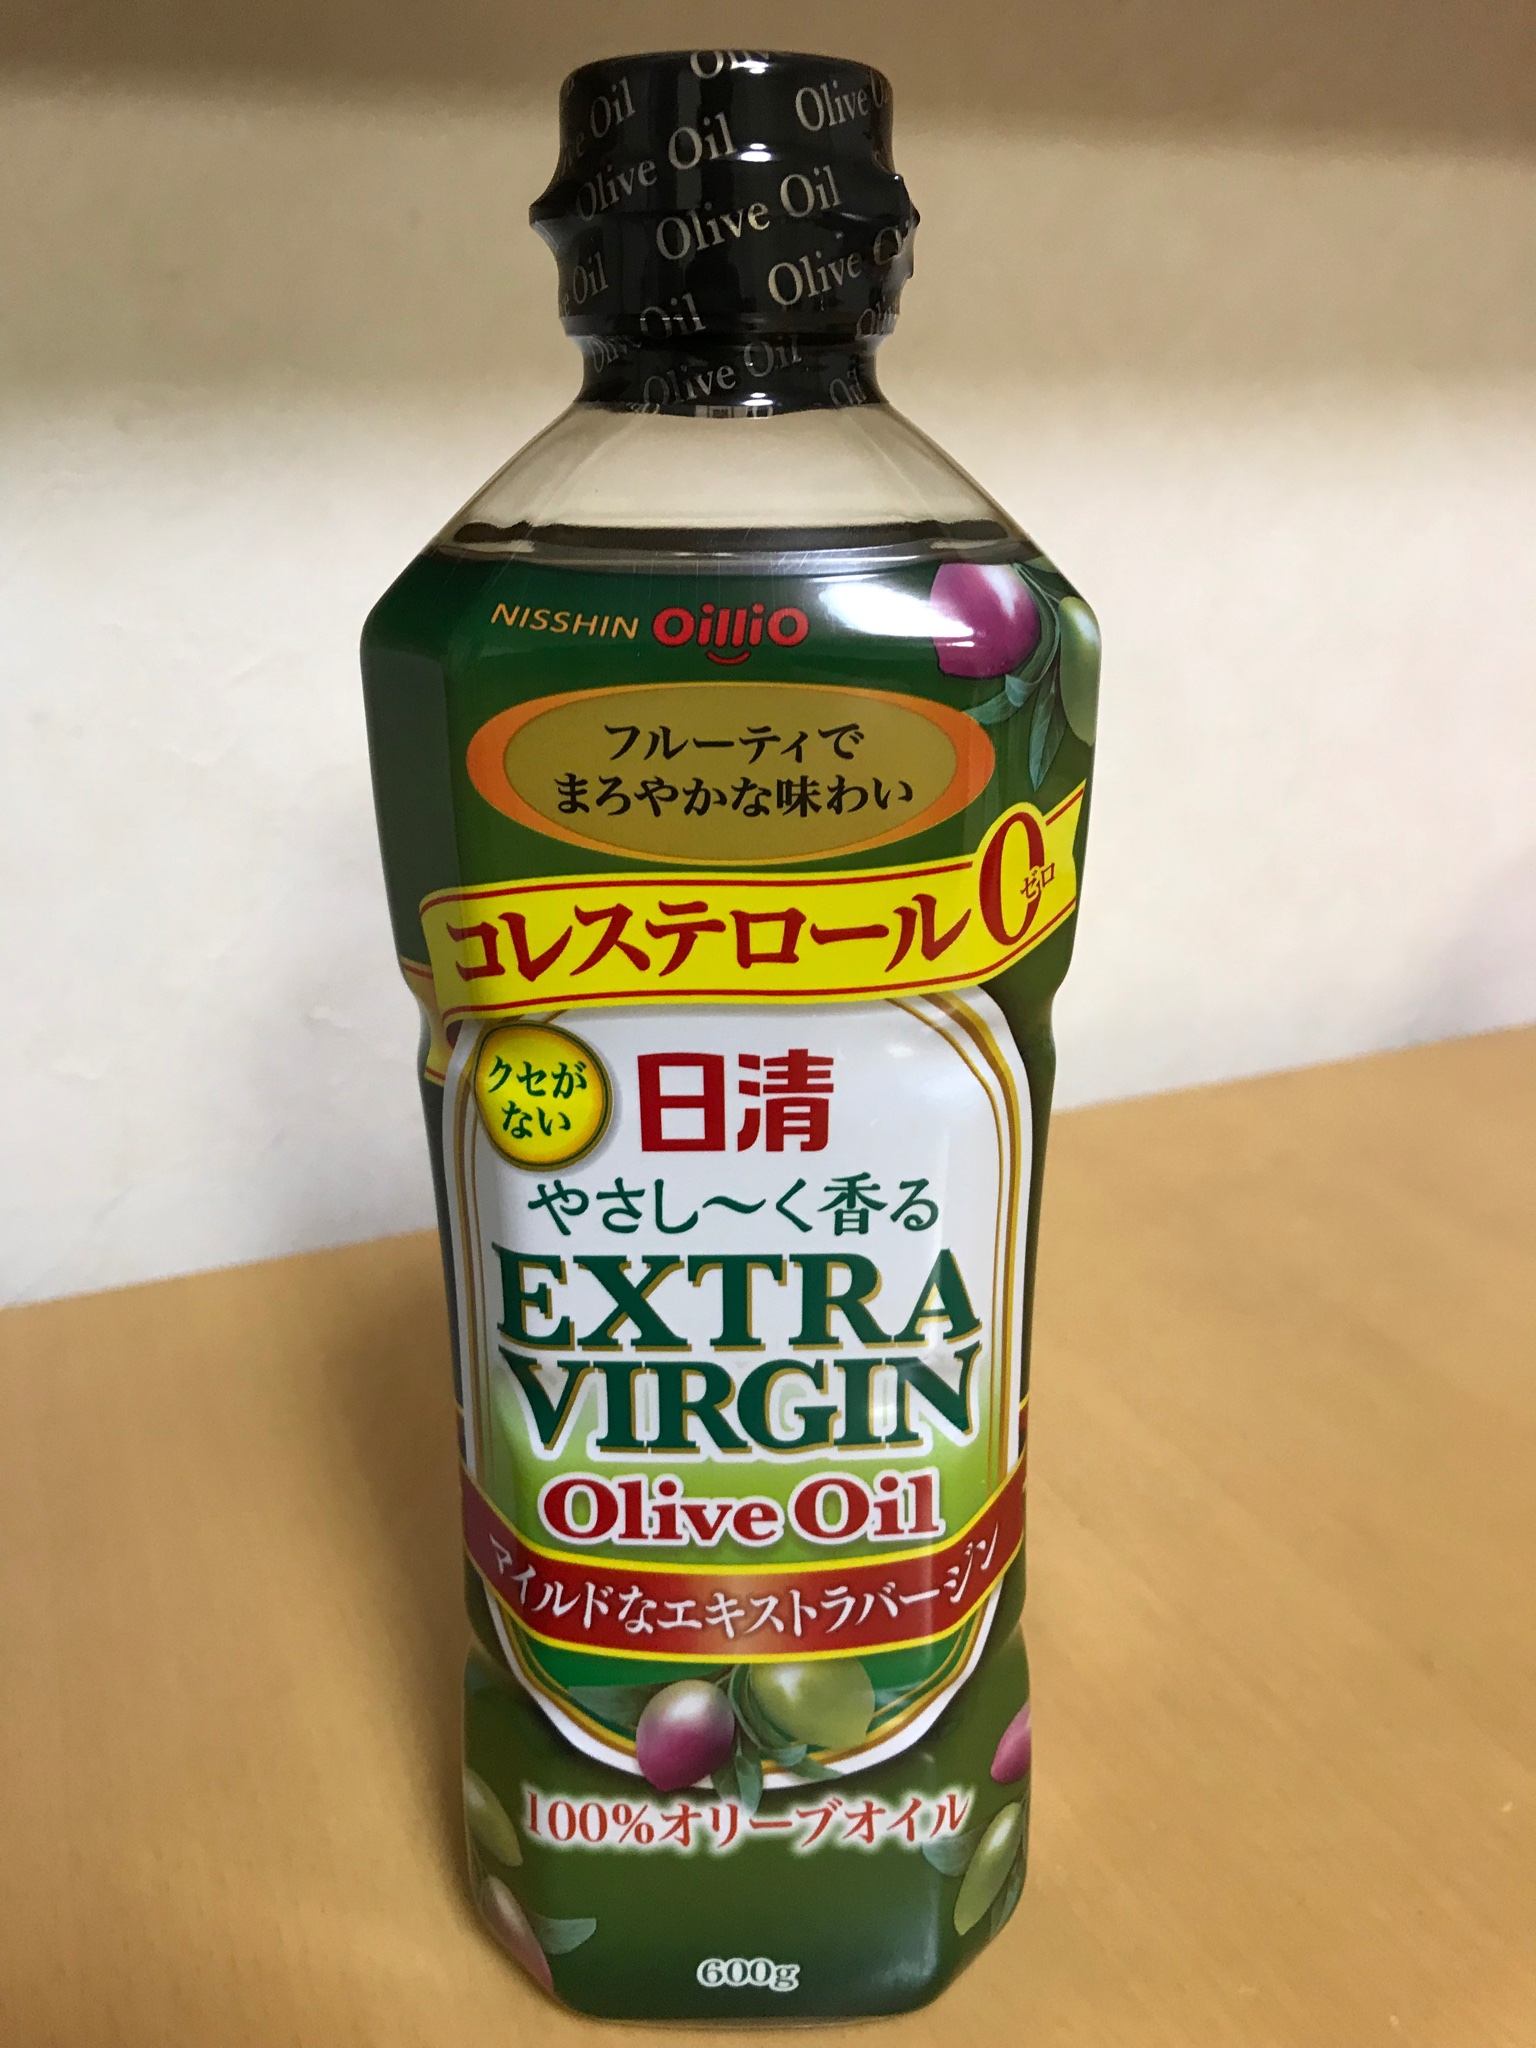 Olive Oil
Olive Oil
Olive Oil
Olive Oil
NISSHIN OilliO
フルーティで
まろやかな味わい
コレステロール0
ゼロ
クセが
ない
日清
やさし〜く香る
EXTRA
VIRGIN
Olive Oil
マイルドなエキストラバージン
100%オリーブオイル
600g